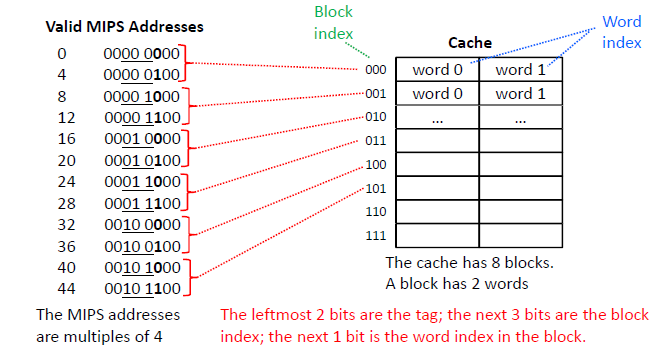 Valid MIPS Addresses
0 0000 0000
4 0000 0100
8 0000 1000
12 0000 1100
16 0001 0000
20 0001 0100
24 0001 1000
28 0001 1100
32 0010 0000
36 0010 0100
40 0010 1000
44 0010 1100
The MIPS addresses
are multiples of 4
Block
index
Word
index
Cache
000 word 0 word 1
001 word 0 word 1
010 ... ...
011
100
101
110
111
The cache has 8 blocks.
A block has 2 words
The leftmost 2 bits are the tag; the next 3 bits are the block
index; the next 1 bit is the word index in the block.